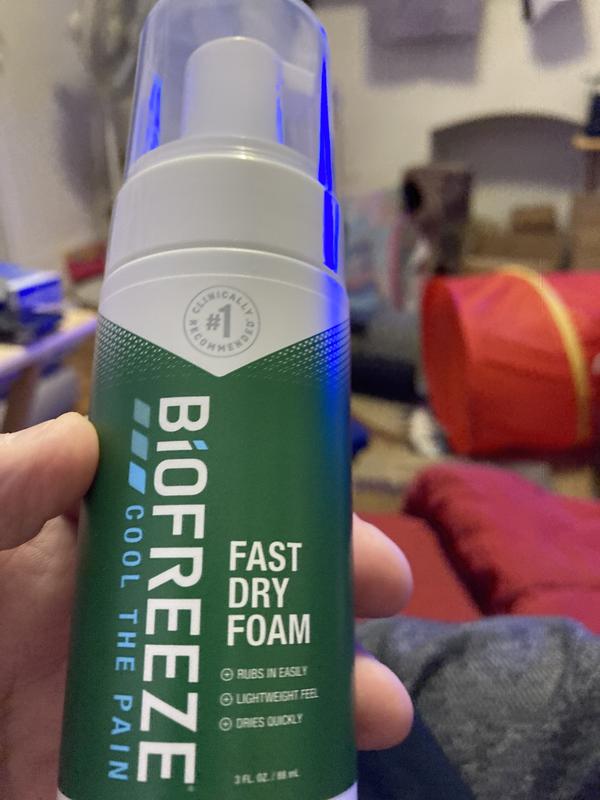 CLINICALLY
#1
RECOMMENDED
BIOFREEZE®
COOL THE PAIN
FAST
DRY
FOAM
RUBS IN EASILY
LIGHTWEIGHT FEEL
DRIES QUICKLY
3 FL. OZ. / 88 mL